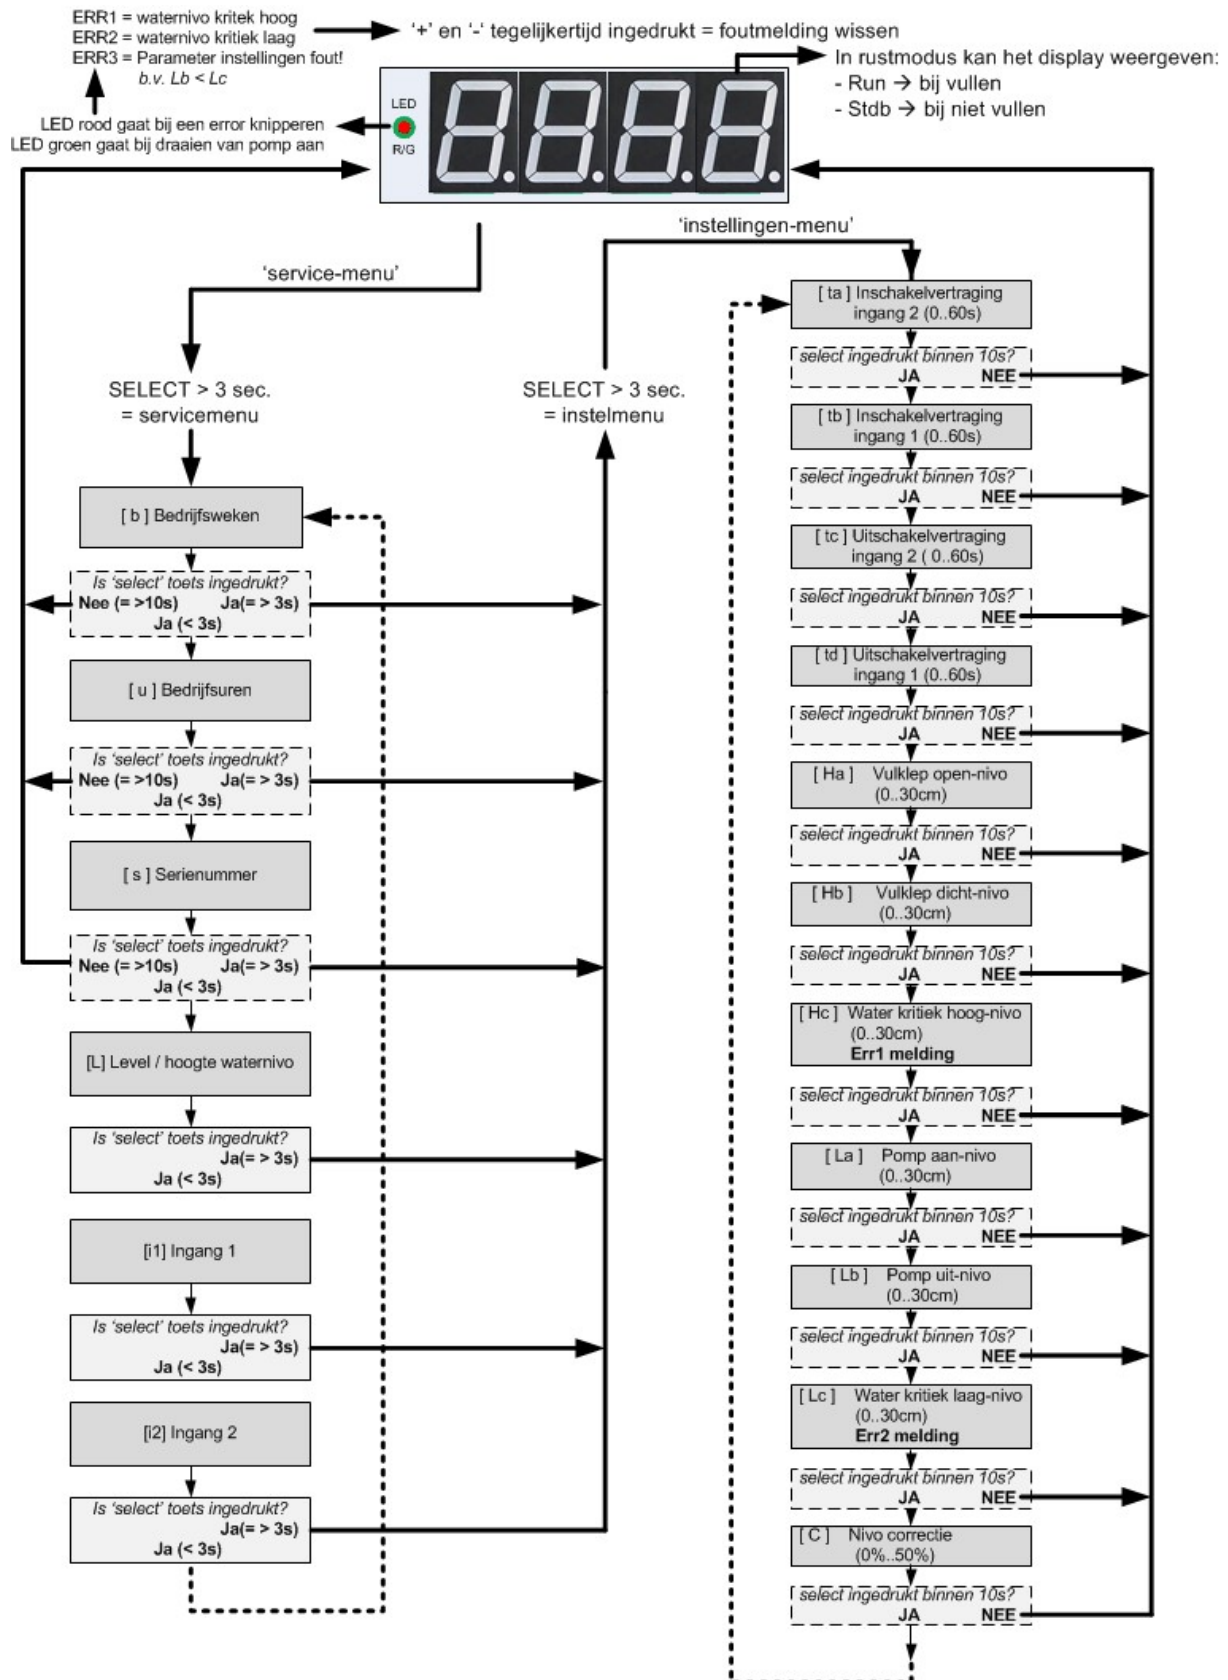 ERR1 = waternivo kritek hoog
ERR2 = waternivo kritiek laag
ERR3 = Parameter instellingen fout!
b.v. Lb < Lc
'+' en '-' tegelijkertijd ingedrukt = foutmelding wissen
In rustmodus kan het display weergeven:
- Run → bij vullen
- Stdb → bij niet vullen
LED rood gaat bij een error knipperen
LED groen gaat bij draaien van pomp aan
LED
R/G
8.8.8.8.
'service-menu'
SELECT > 3 sec.
= servicemenu
[ b ] Bedrijfsweken
Is 'select' toets ingedrukt?
Nee (= >10s) Ja(= > 3s)
Ja (< 3s)
[ u ] Bedrijfsuren
Is 'select' toets ingedrukt?
Nee (= >10s) Ja(= > 3s)
Ja (< 3s)
[ s ] Serienummer
Is 'select' toets ingedrukt?
Nee (= >10s) Ja(= > 3s)
Ja (< 3s)
[L] Level / hoogte waternivo
Is 'select' toets ingedrukt?
Ja(= > 3s)
Ja (< 3s)
[i1] Ingang 1
Is 'select' toets ingedrukt?
Ja(= > 3s)
Ja (< 3s)
[i2] Ingang 2
Is 'select' toets ingedrukt?
Ja(= > 3s)
Ja (< 3s)
SELECT > 3 sec.
= instelmenu
'instellingen-menu'
[ ta ] Inschakelvertraging
ingang 2 (0..60s)
select ingedrukt binnen 10s?
JA NEE
[ tb ] Inschakelvertraging
ingang 1 (0..60s)
select ingedrukt binnen 10s?
JA NEE
[ tc ] Uitschakelvertraging
ingang 2 ( 0..60s)
select ingedrukt binnen 10s?
JA NEE
[ td ] Uitschakelvertraging
ingang 1 (0..60s)
select ingedrukt binnen 10s?
JA NEE
[ Ha ] Vulklep open-nivo
(0..30cm)
select ingedrukt binnen 10s?
JA NEE
[ Hb ] Vulklep dicht-nivo
(0..30cm)
select ingedrukt binnen 10s?
JA NEE
[ Hc ] Water kritiek hoog-nivo
(0..30cm)
Err1 melding
select ingedrukt binnen 10s?
JA NEE
[ La ] Pomp aan-nivo
(0..30cm)
select ingedrukt binnen 10s?
JA NEE
[ Lb ] Pomp uit-nivo
(0..30cm)
select ingedrukt binnen 10s?
JA NEE
[ Lc ] Water kritiek laag-nivo
(0..30cm)
Err2 melding
select ingedrukt binnen 10s?
JA NEE
[ C ] Nivo correctie
(0%..50%)
select ingedrukt binnen 10s?
JA NEE